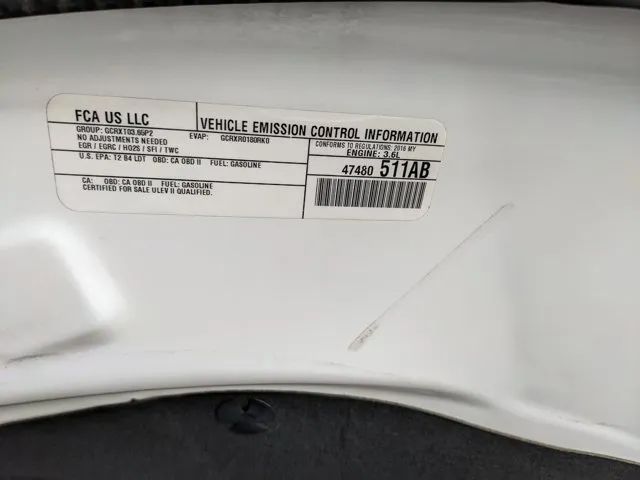 FCA US LLC
VEHICLE EMISSION CONTROL INFORMATION
GROUP: GCRXT03.65P2
EVAP: GCRXR0180RK0
NO ADJUSTMENTS NEEDED
EGR / EGRC / HO2S / SFI / TWC
CONFORMS TO REGULATIONS: 2016 MY
ENGINE: 3.6L
U.S. EPA: T2 B4 LDT OBD: CA OBD II FUEL: GASOLINE
47480 511AB
CA: OBD: CA OBD II FUEL: GASOLINE
CERTIFIED FOR SALE ULEV II QUALIFIED.